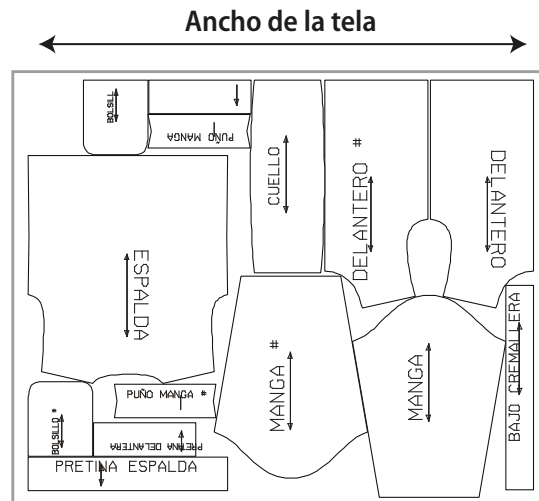 Ancho de la tela
BOLSILL
PUÑO MANGA
CUELLO
DELANTERO #
DELANTERO
ESPALDA
MANGA #
MANGA
BAJO CREMALLERA
PUÑO MANGA #
BOLSILLO #
PRETINA DELANTERA
PRETINA ESPALDA